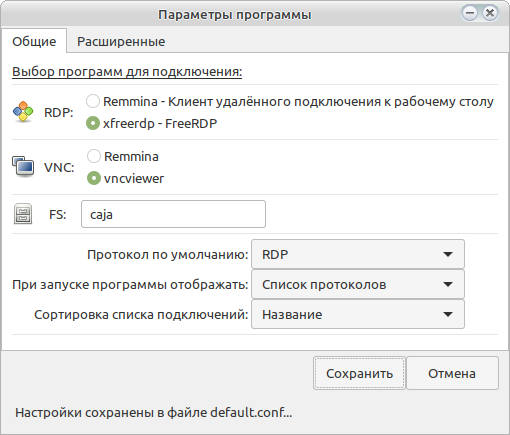 Параметры программы
Общие
Расширенные
Выбор программ для подключения:
RDP:
Remmina - Клиент удалённого подключения к рабочему столу
xfreerdp - FreeRDP
VNC:
Remmina
vncviewer
FS:
caja
Протокол по умолчанию:
RDP
При запуске программы отображать:
Список протоколов
Сортировка списка подключений:
Название
Сохранить
Отмена
Настройки сохранены в файле default.conf...